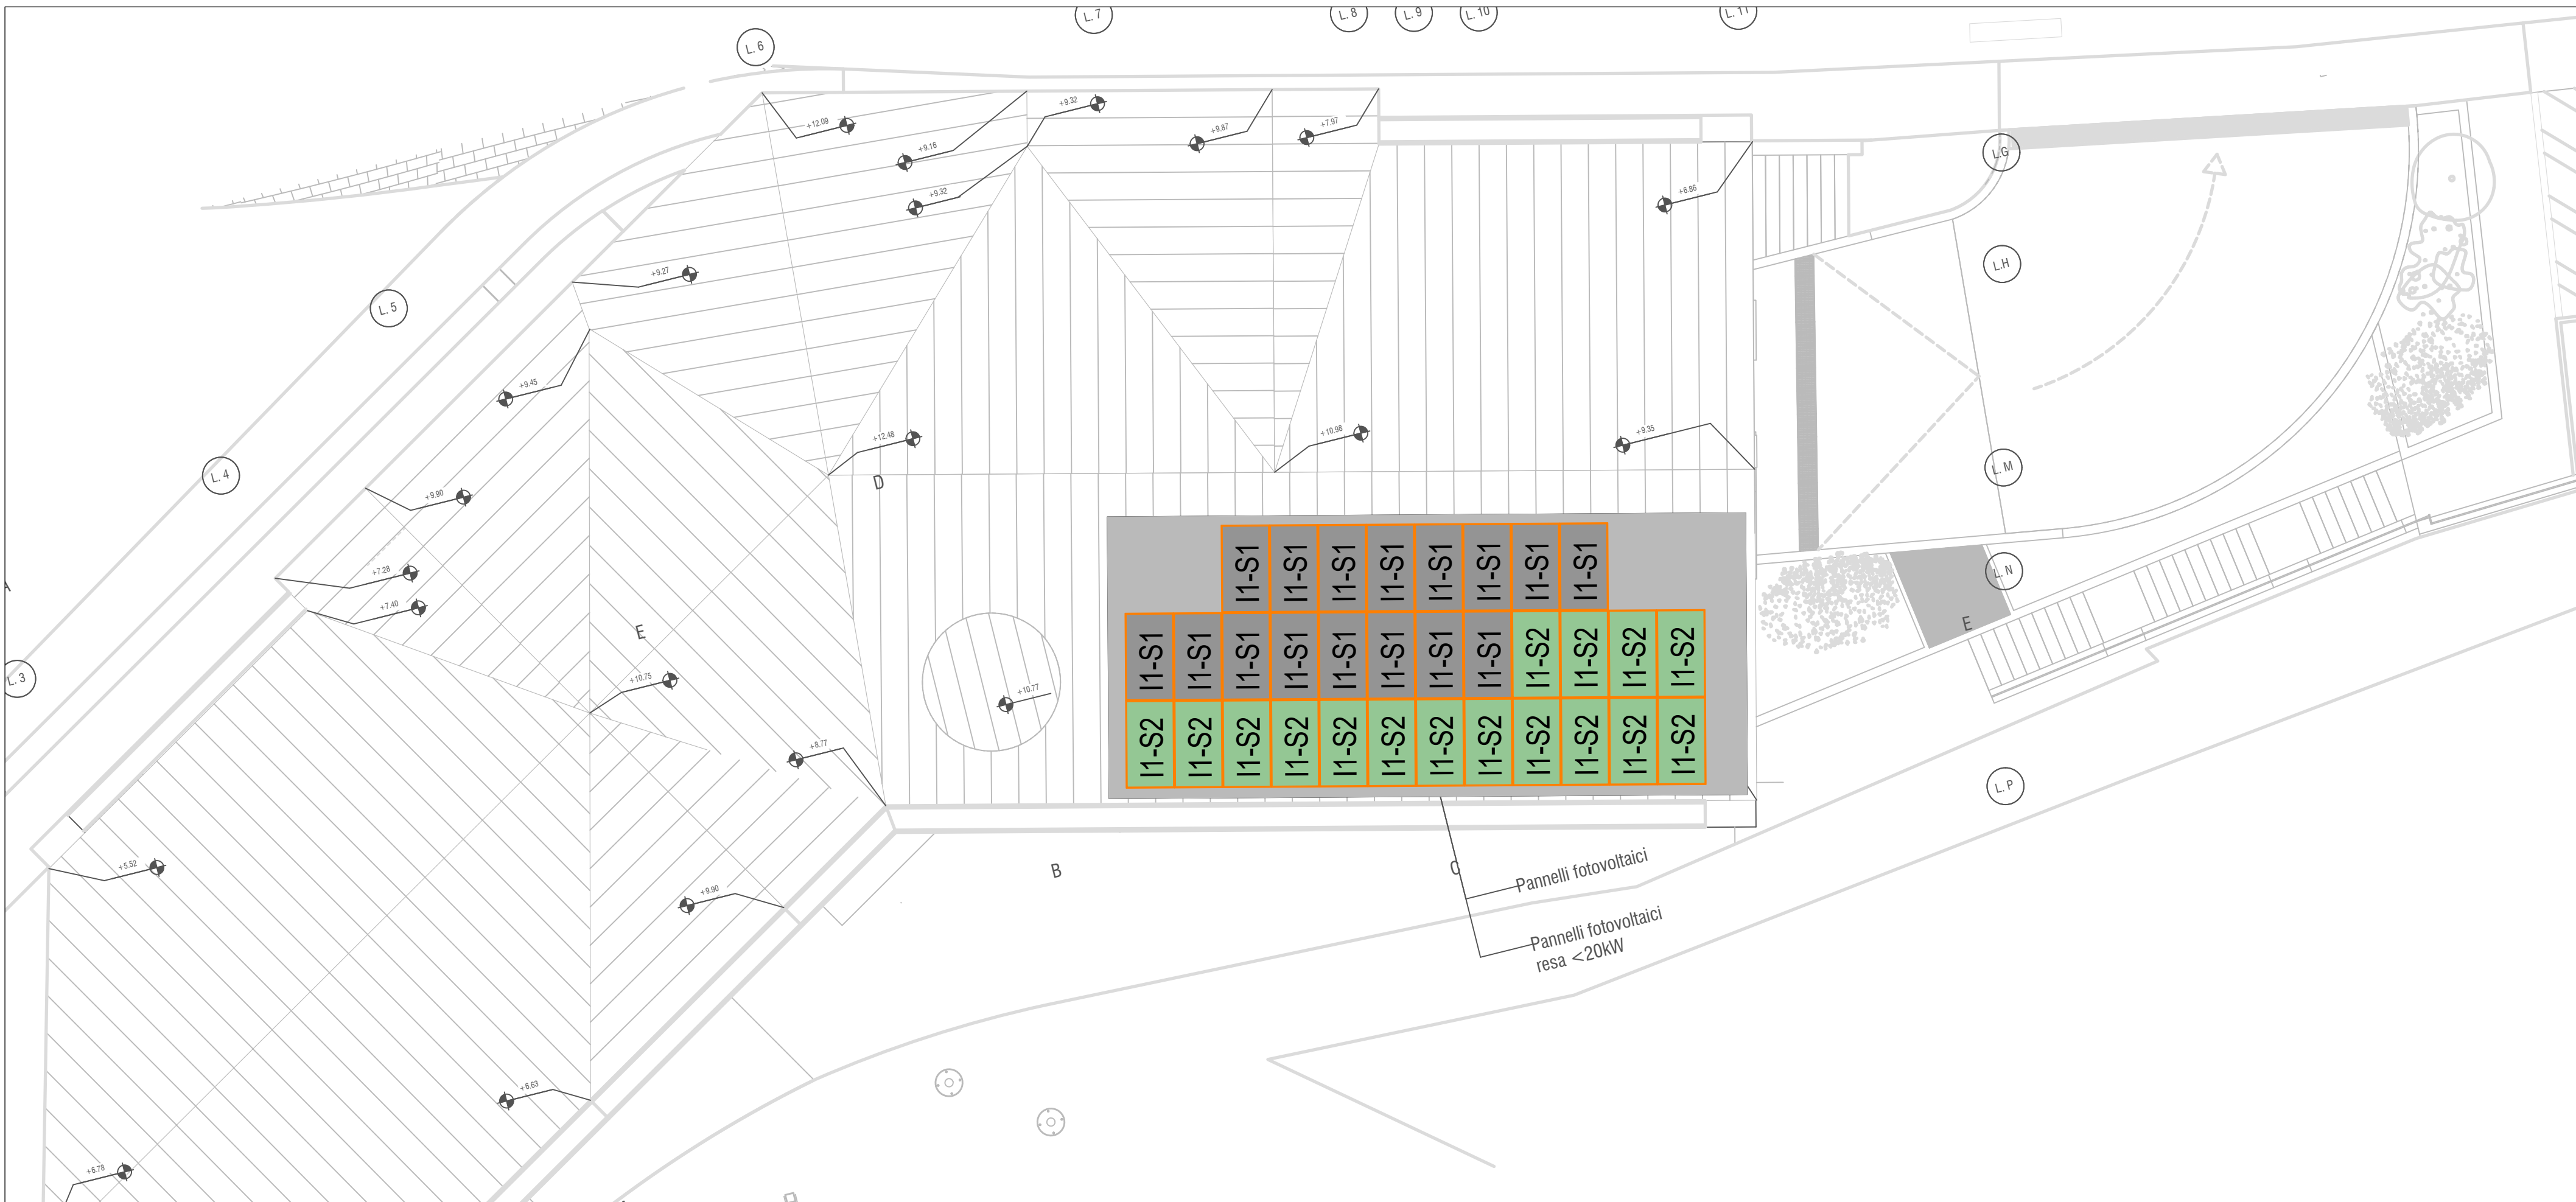 L. 7
L. 8
L. 9
L. 10
L. 11
L. 6
+12.09
+9.32
+9.87
+7.97
+9.16
+9.32
+6.86
L.G
L.H
+9.27
L. 5
+9.45
+12.48
+10.98
+9.35
L. M
L. 4
D
+9.90
+7.28
+7.40
L. N
E
E
L. 3
+10.75
+10.77
I1-S1 I1-S1 I1-S1 I1-S1 I1-S1 I1-S1 I1-S1 I1-S1
I1-S1 I1-S1 I1-S1 I1-S1 I1-S1 I1-S1 I1-S1 I1-S1 I1-S2 I1-S2 I1-S2 I1-S2
I1-S2 I1-S2 I1-S2 I1-S2 I1-S2 I1-S2 I1-S2 I1-S2 I1-S2 I1-S2 I1-S2 I1-S2
+8.77
L. P
+5.52
B
C
Pannelli fotovoltaici
+9.90
Pannelli fotovoltaici
resa <20kW
+6.63
+6.78